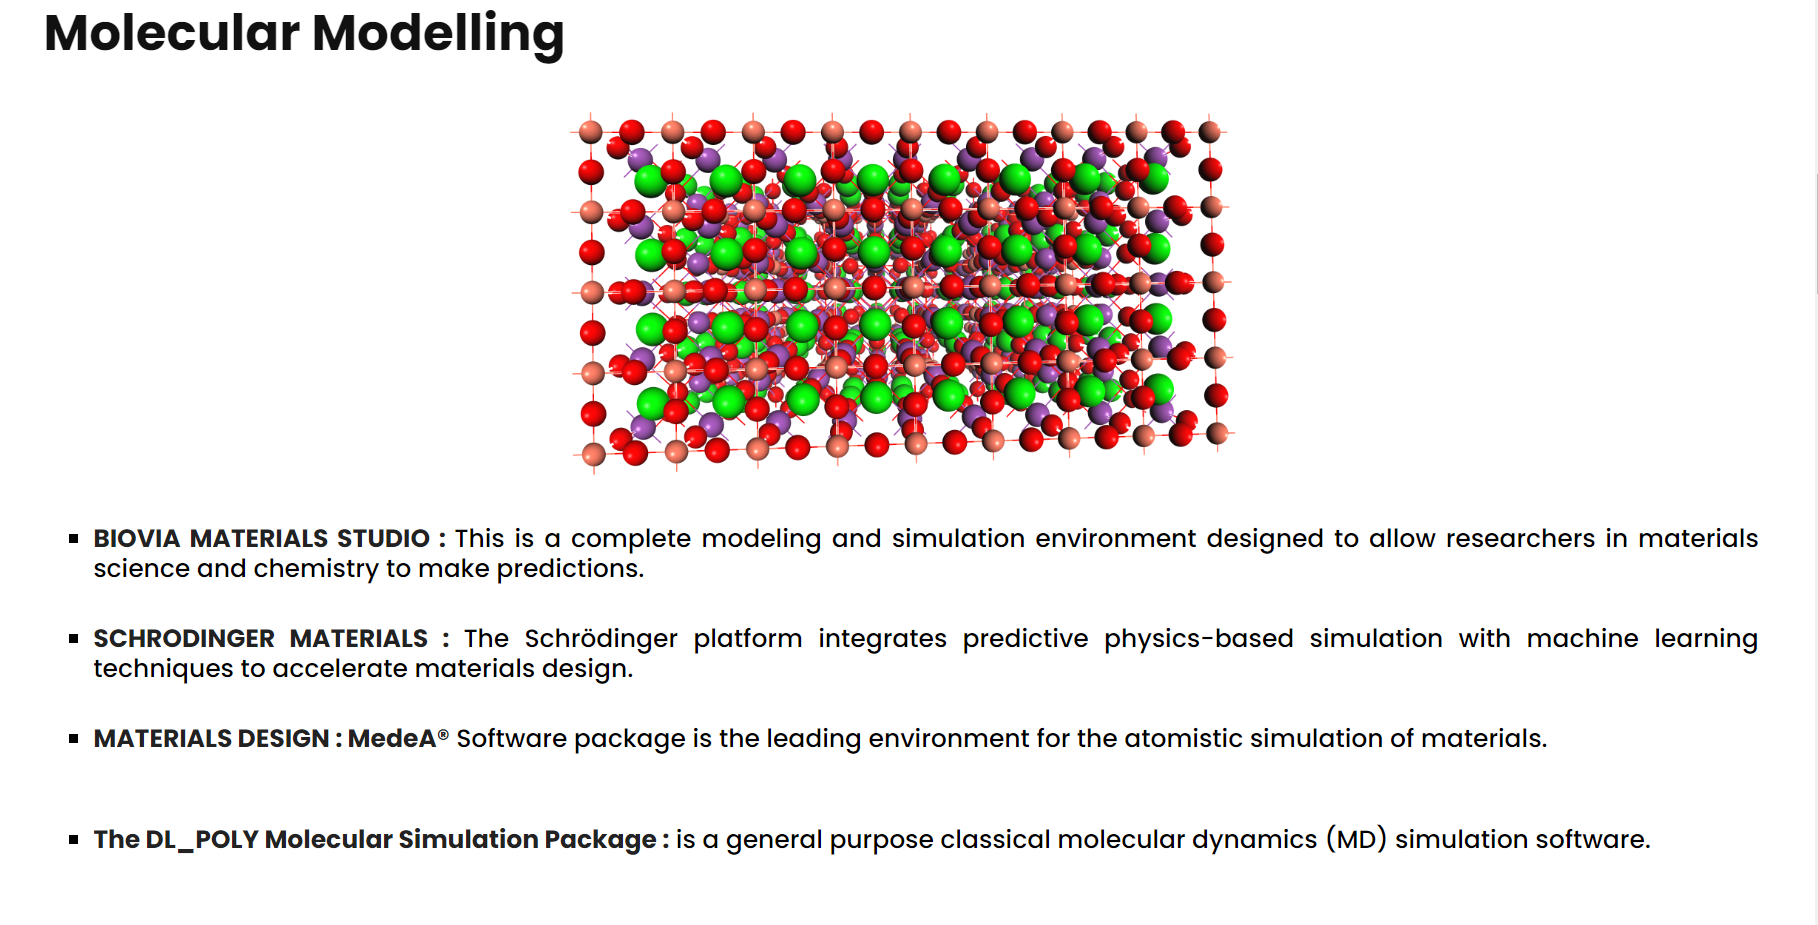 Molecular Modelling
▪ BIOVIA MATERIALS STUDIO : This is a complete modeling and simulation environment designed to allow researchers in materials
science and chemistry to make predictions.
▪ SCHRODINGER MATERIALS : The Schrödinger platform integrates predictive physics-based simulation with machine learning
techniques to accelerate materials design.
▪ MATERIALS DESIGN : MedeA® Software package is the leading environment for the atomistic simulation of materials.
▪ The DL_POLY Molecular Simulation Package : is a general purpose classical molecular dynamics (MD) simulation software.